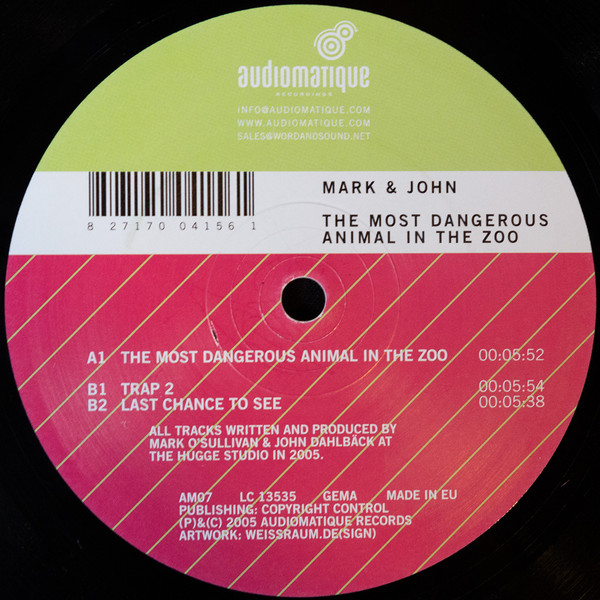 audiomatique
RECORDINGS
INFO@AUDIOMATIQUE.COM
WWW.AUDIOMATIQUE.COM
SALES@WORDANDSOUND.NET
8 27170 04156 1
MARK & JOHN
THE MOST DANGEROUS
ANIMAL IN THE ZOO
A1 THE MOST DANGEROUS ANIMAL IN THE ZOO 00:05:52
B1 TRAP 2 00:05:54
B2 LAST CHANCE TO SEE 00:05:38
ALL TRACKS WRITTEN AND PRODUCED BY
MARK O'SULLIVAN & JOHN DAHLBÄCK AT
THE HUGGE STUDIO IN 2005.
AM07 LC 13535 GEMA MADE IN EU
PUBLISHING: COPYRIGHT CONTROL
(P)&(C) 2005 AUDIOMATIQUE RECORDS
ARTWORK: WEISSRAUM.DE(SIGN)